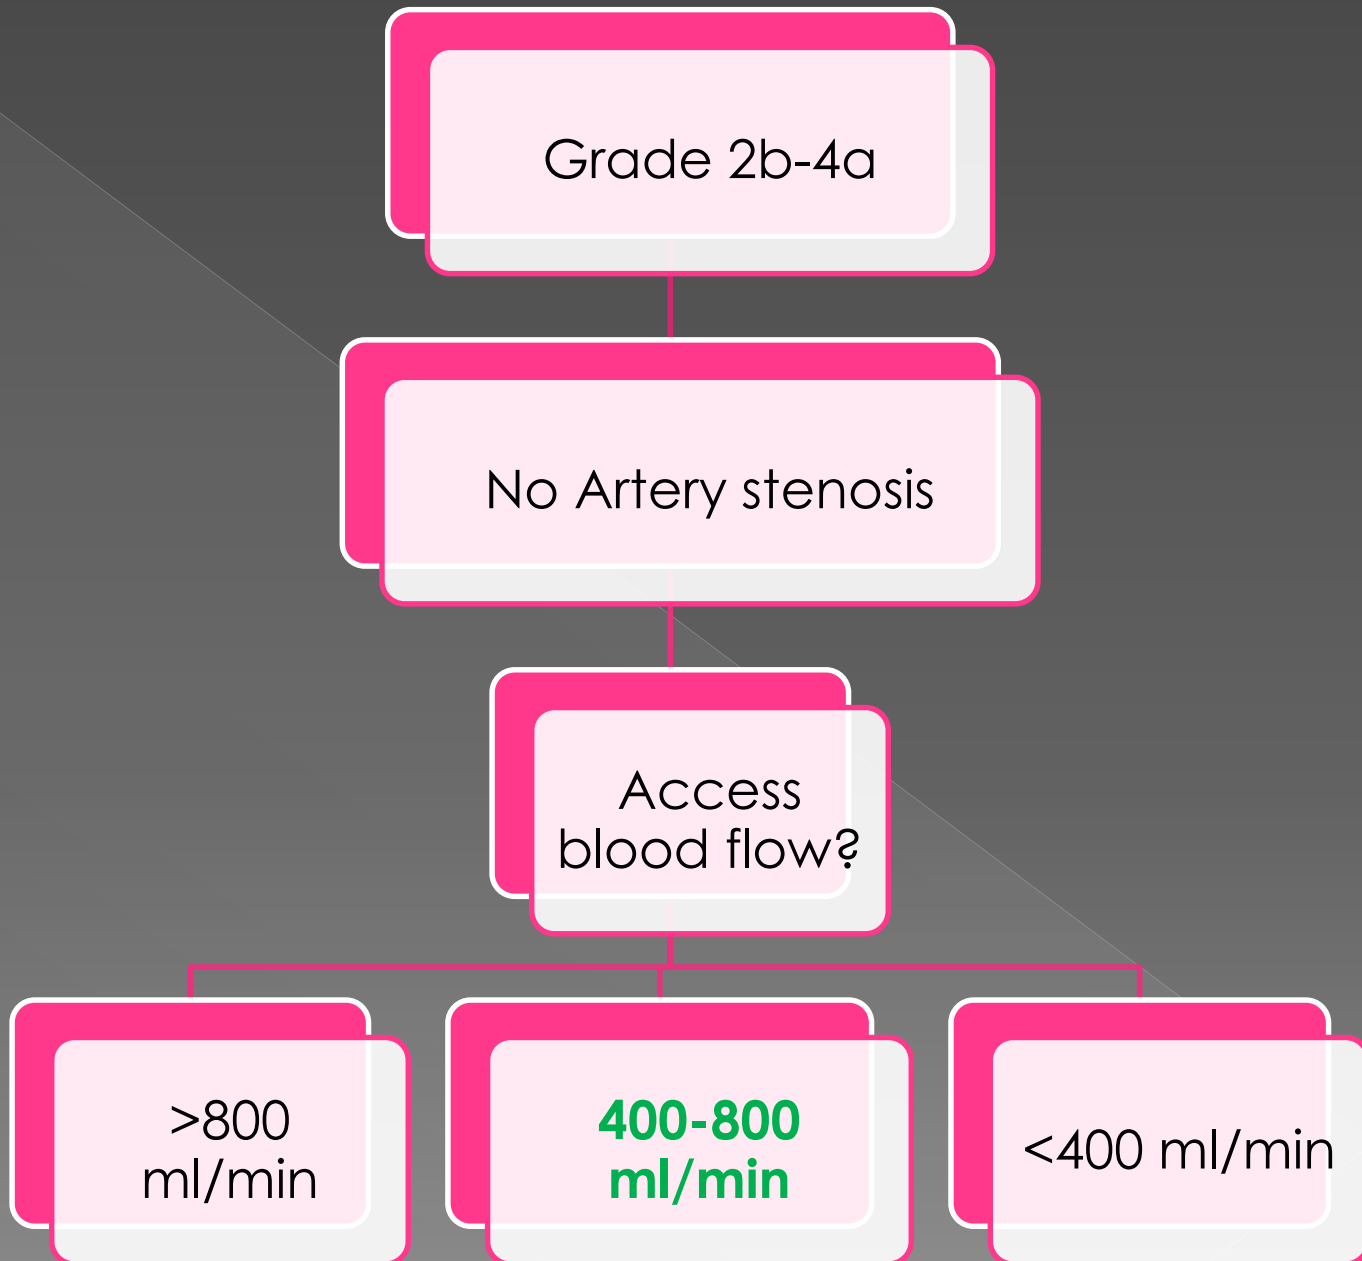 Grade 2b-4a
No Artery stenosis
Access
blood flow?
>800
ml/min
400-800
ml/min
<400 ml/min